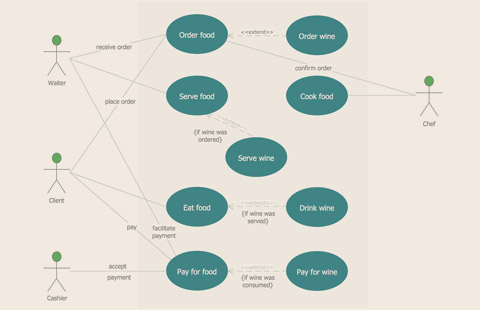 Order food
<<extend>>
Order wine
receive order
Waiter
confirm order
Serve food
Cook food
place order
Chef
{if wine was
ordered}
Serve wine
Client
Eat food
<<extend>>
Drink wine
{if wine was
served}
pay
facilitate
payment
accept
payment
Pay for food
<<extend>>
Pay for wine
{if wine was
consumed}
Cashier